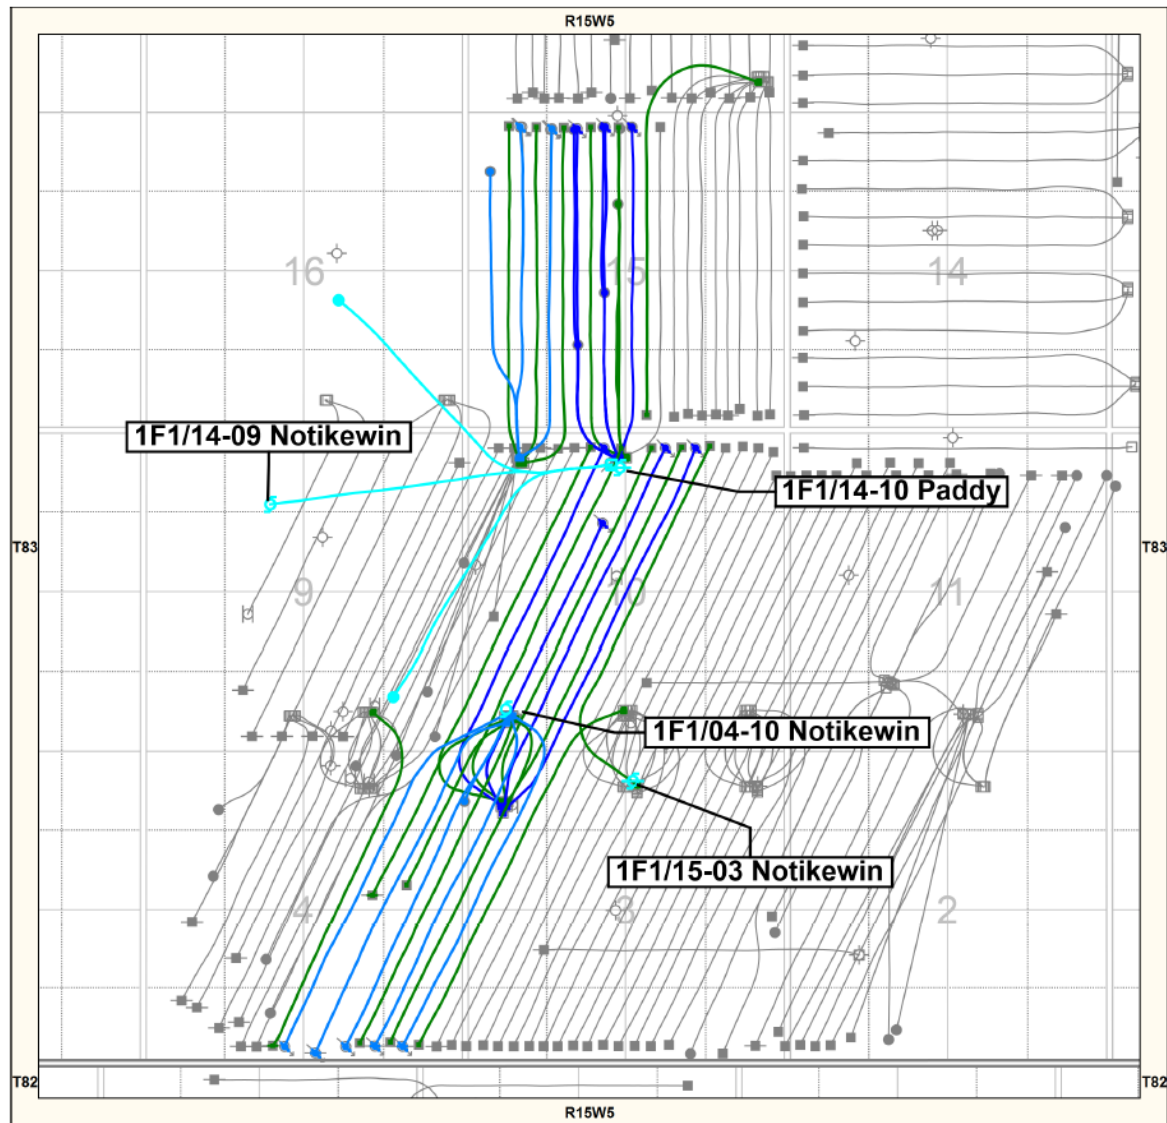 R15W5
16
15
14
1F1/14-09 Notikewin
1F1/14-10 Paddy
T83
T83
9
10
11
1F1/04-10 Notikewin
1F1/15-03 Notikewin
4
3
2
T82
T82
R15W5